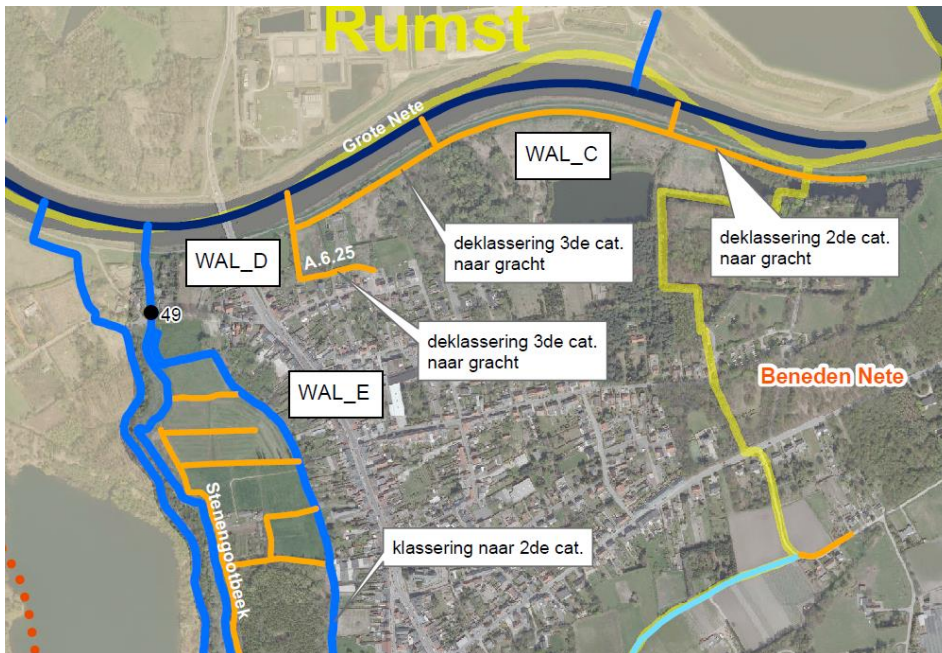 Rumst
Grote Nete
WAL_C
deklassering 3de cat.
naar gracht
deklassering 2de cat.
naar gracht
WAL_D
A.6.25
49
deklassering 3de cat.
naar gracht
Beneden Nete
WAL_E
Stenengootbeek
klassering naar 2de cat.